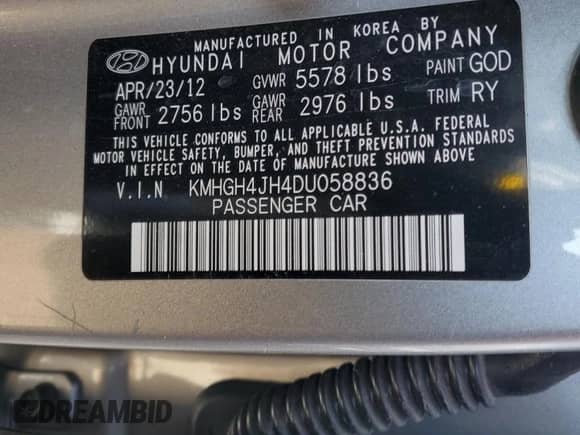 MANUFACTURED IN KOREA BY
HYUNDAI MOTOR COMPANY
APR/23/12 GVWR 5578 lbs PAINT GOD
GAWR FRONT 2756 lbs GAWR REAR 2976 lbs TRIM RY
THIS VEHICLE CONFORMS TO ALL APPLICABLE U.S.A. FEDERAL
MOTOR VEHICLE SAFETY, BUMPER, AND THEFT PREVENTION STANDARDS
IN EFFECT ON THE DATE OF MANUFACTURE SHOWN ABOVE
V.I.N KMHGH4JH4DU058836
PASSENGER CAR
DREAMBID